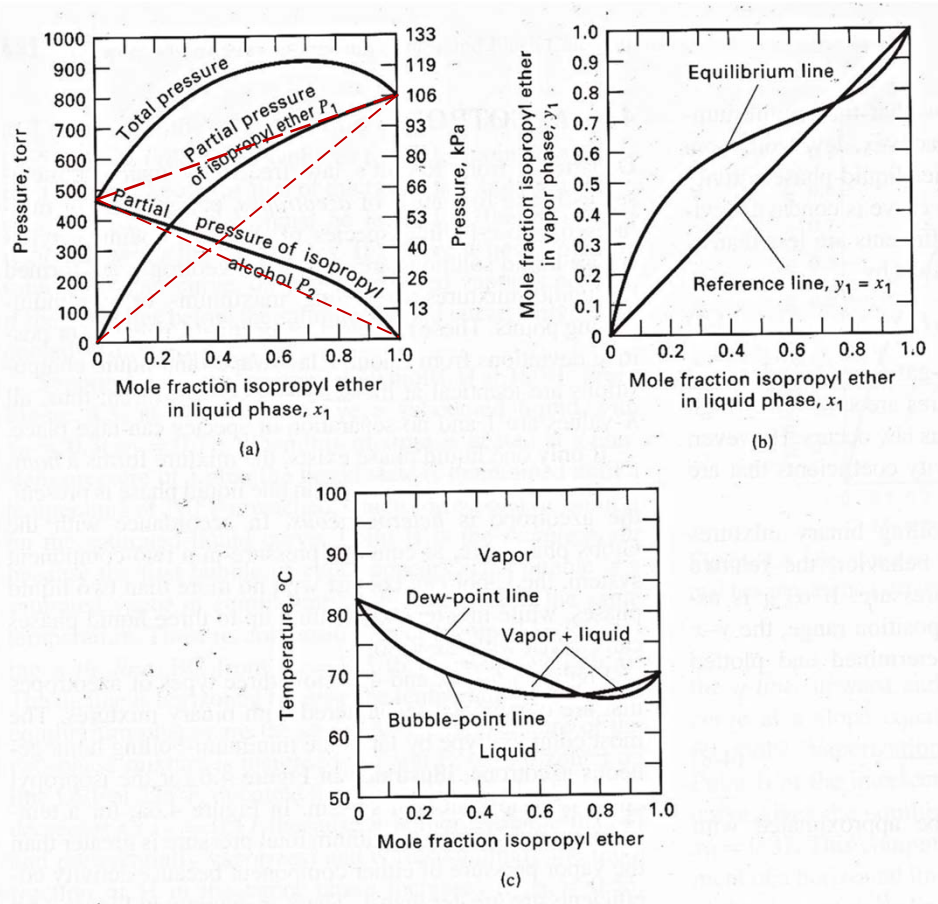 1000
900
800
700
600
500
400
300
200
100
0
Pressure, torr
133
119
106
93
80
66
53
40
26
13
0
Pressure, kPa
Total pressure
Partial pressure
of isopropyl ether P1
Partial pressure of isopropyl
alcohol P2
0 0.2 0.4 0.6 0.8 1.0
Mole fraction isopropyl ether
in liquid phase, x1
(a)
1.0
0.9
0.8
0.7
0.6
0.5
0.4
0.3
0.2
0.1
0
Mole fraction isopropyl ether
in vapor phase, y1
Equilibrium line
Reference line, y1 = x1
0 0.2 0.4 0.6 0.8 1.0
Mole fraction isopropyl ether
in liquid phase, x1
(b)
100
90
80
70
60
50
Temperature, °C
Vapor
Dew-point line
Vapor + liquid
Bubble-point line
Liquid
0 0.2 0.4 0.6 0.8 1.0
Mole fraction isopropyl ether
(c)